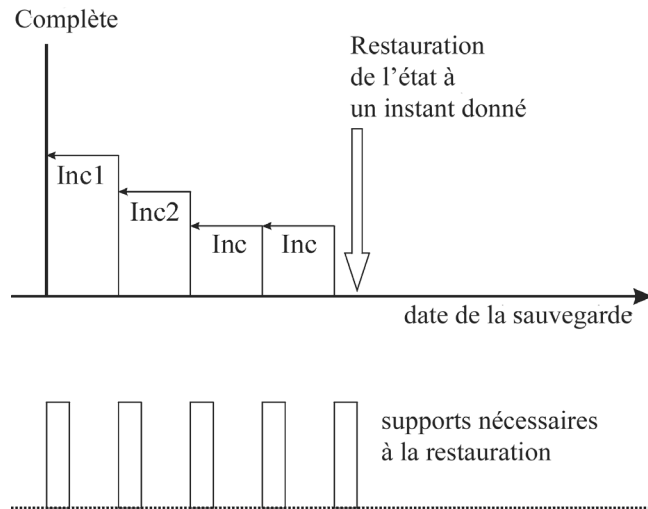 Complète
Restauration
de l’état à
un instant donné
Inc1
Inc2
Inc
Inc
date de la sauvegarde
supports nécessaires
à la restauration